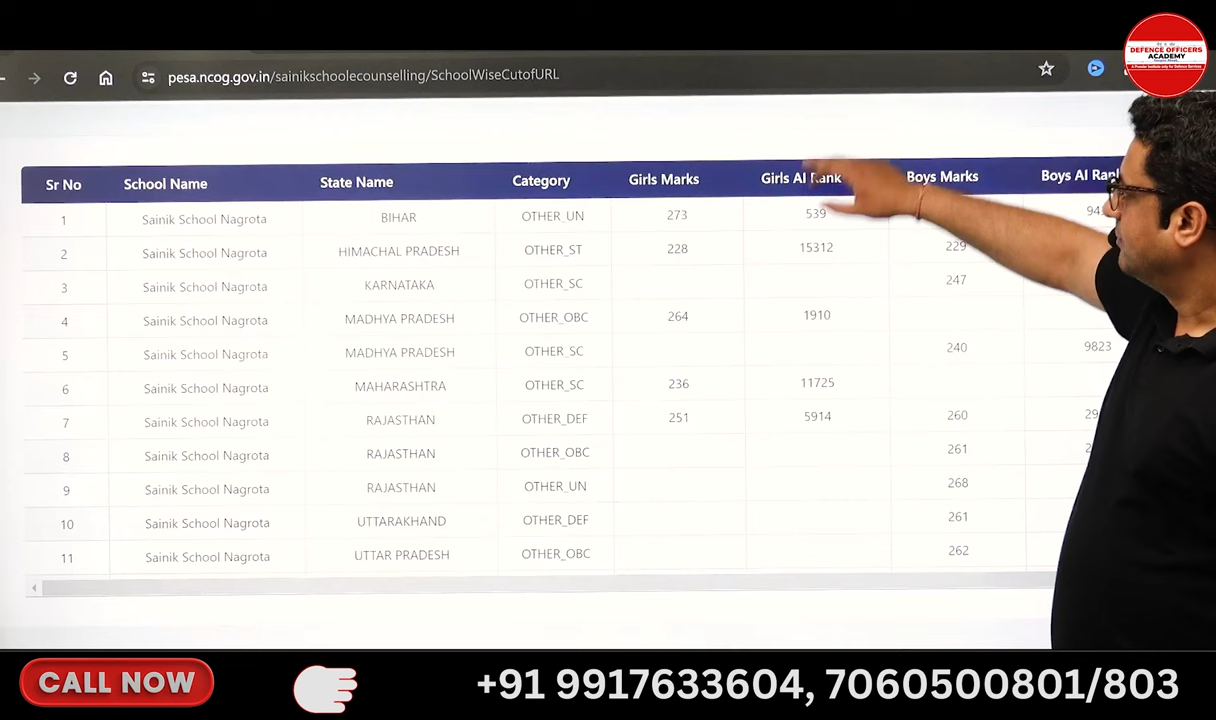 DEFENCE OFFICERS
ACADEMY
A Premier Institute only for Defence Services
pesa.ncog.gov.in/sainikschoolecounselling/SchoolWiseCutofURL
Sr No School Name State Name Category Girls Marks Girls AI Rank Boys Marks Boys AI Rank
1 Sainik School Nagrota BIHAR OTHER_UN 273 539
2 Sainik School Nagrota HIMACHAL PRADESH OTHER_ST 228 15312 229
3 Sainik School Nagrota KARNATAKA OTHER_SC 247
4 Sainik School Nagrota MADHYA PRADESH OTHER_OBC 264 1910
5 Sainik School Nagrota MADHYA PRADESH OTHER_SC 240 9823
6 Sainik School Nagrota MAHARASHTRA OTHER_SC 236 11725
7 Sainik School Nagrota RAJASTHAN OTHER_DEF 251 5914 260
8 Sainik School Nagrota RAJASTHAN OTHER_OBC 261
9 Sainik School Nagrota RAJASTHAN OTHER_UN 268
10 Sainik School Nagrota UTTARAKHAND OTHER_DEF 261
11 Sainik School Nagrota UTTAR PRADESH OTHER_OBC 262
CALL NOW +91 9917633604, 7060500801/803